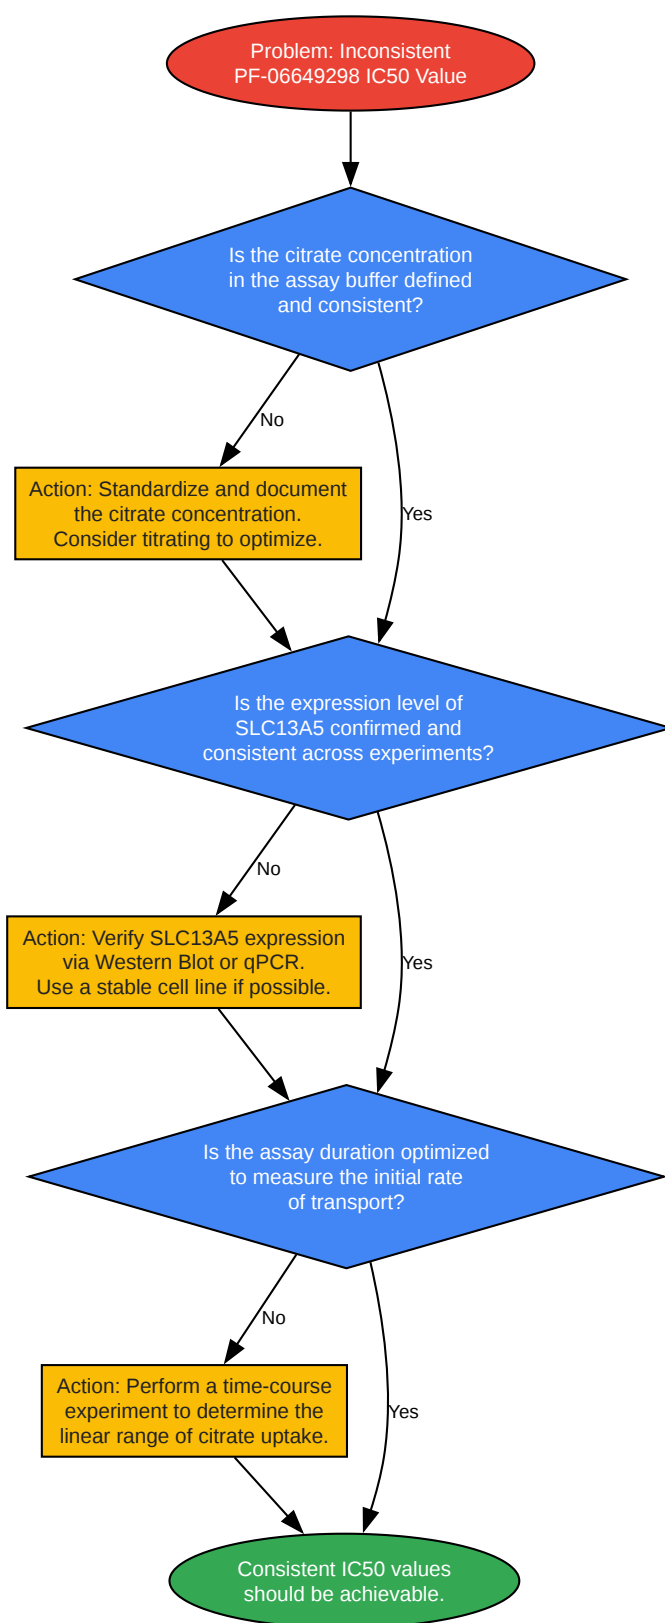 Problem: Inconsistent
PF-06649298 IC50 Value
Is the citrate concentration
in the assay buffer defined
and consistent?
No
Yes
Action: Standardize and document
the citrate concentration.
Consider titrating to optimize.
Is the expression level of
SLC13A5 confirmed and
consistent across experiments?
No
Yes
Action: Verify SLC13A5 expression
via Western Blot or qPCR.
Use a stable cell line if possible.
Is the assay duration optimized
to measure the initial rate
of transport?
No
Yes
Action: Perform a time-course
experiment to determine the
linear range of citrate uptake.
Consistent IC50 values
should be achievable.